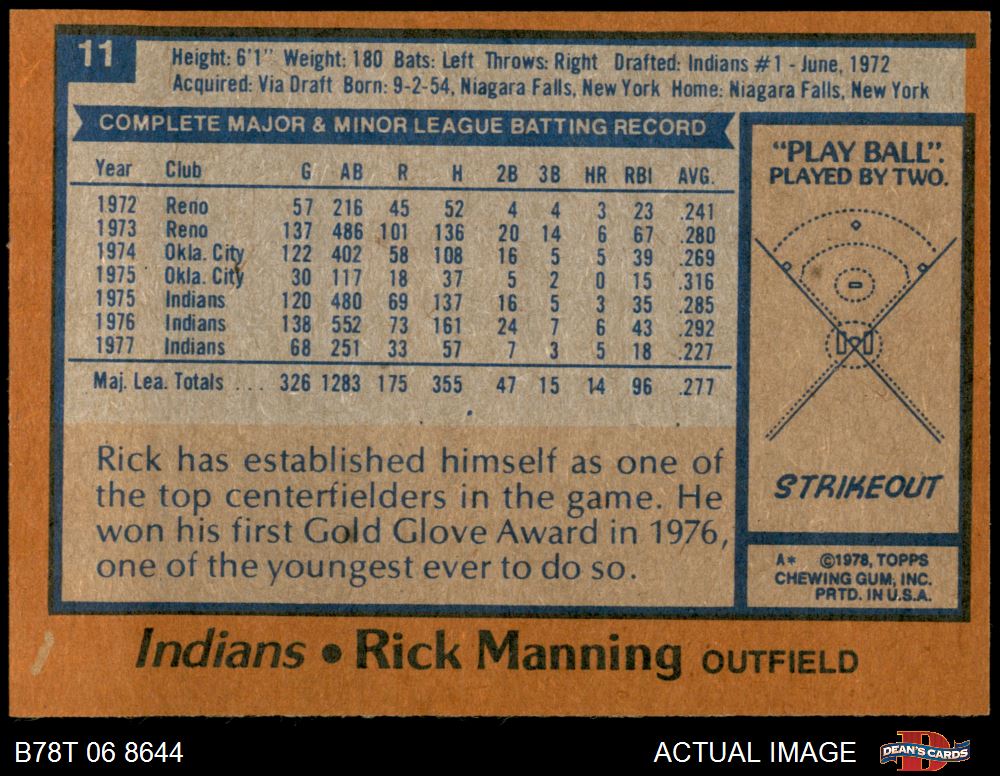 11
Height: 6'1" Weight: 180 Bats: Left Throws: Right Drafted: Indians #1 - June, 1972
Acquired: Via Draft Born: 9-2-54, Niagara Falls, New York Home: Niagara Falls, New York
COMPLETE MAJOR & MINOR LEAGUE BATTING RECORD
Year Club G AB R H 2B 3B HR RBI AVG.
1972 Reno 57 216 45 52 4 4 3 23 .241
1973 Reno 137 486 101 136 20 14 6 67 .280
1974 Okla. City 122 402 58 108 16 5 5 39 .269
1975 Okla. City 30 117 18 37 5 2 0 15 .316
1975 Indians 120 480 69 137 16 5 3 35 .285
1976 Indians 138 552 73 161 24 7 6 43 .292
1977 Indians 68 251 33 57 7 3 5 18 .227
Maj. Lea. Totals ... 326 1283 175 355 47 15 14 96 .277
Rick has established himself as one of
the top centerfielders in the game. He
won his first Gold Glove Award in 1976,
one of the youngest ever to do so.
"PLAY BALL".
PLAYED BY TWO.
STRIKEOUT
A* ©1978, TOPPS
CHEWING GUM, INC.
PRTD. IN U.S.A.
Indians • Rick Manning OUTFIELD
B78T 06 8644
ACTUAL IMAGE
D
DEAN'S CARDS